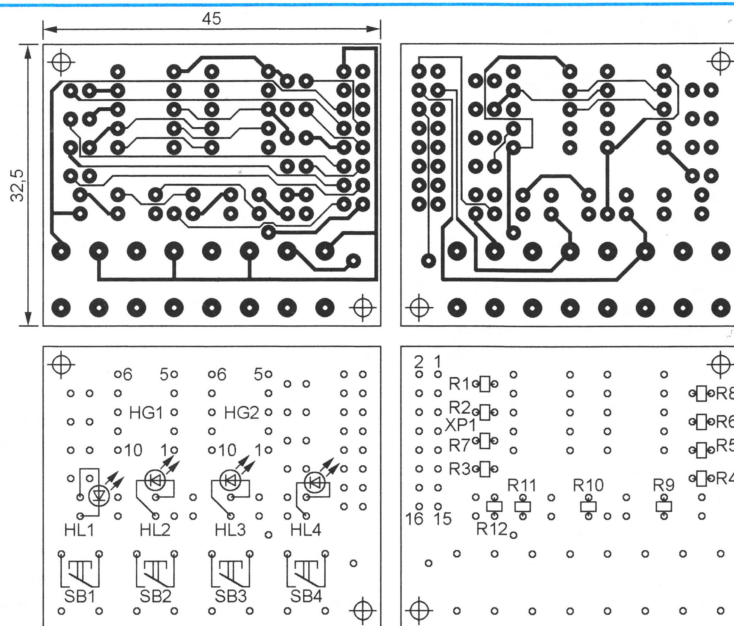 45
32,5
6 5 6 5
HG1 HG2
10 1 10 1
HL1 HL2 HL3 HL4
SB1 SB2 SB3 SB4
2 1
R1 R8
R2 R6
XP1
R7 R5
R3 R4
R11 R10 R9
16 15
R12